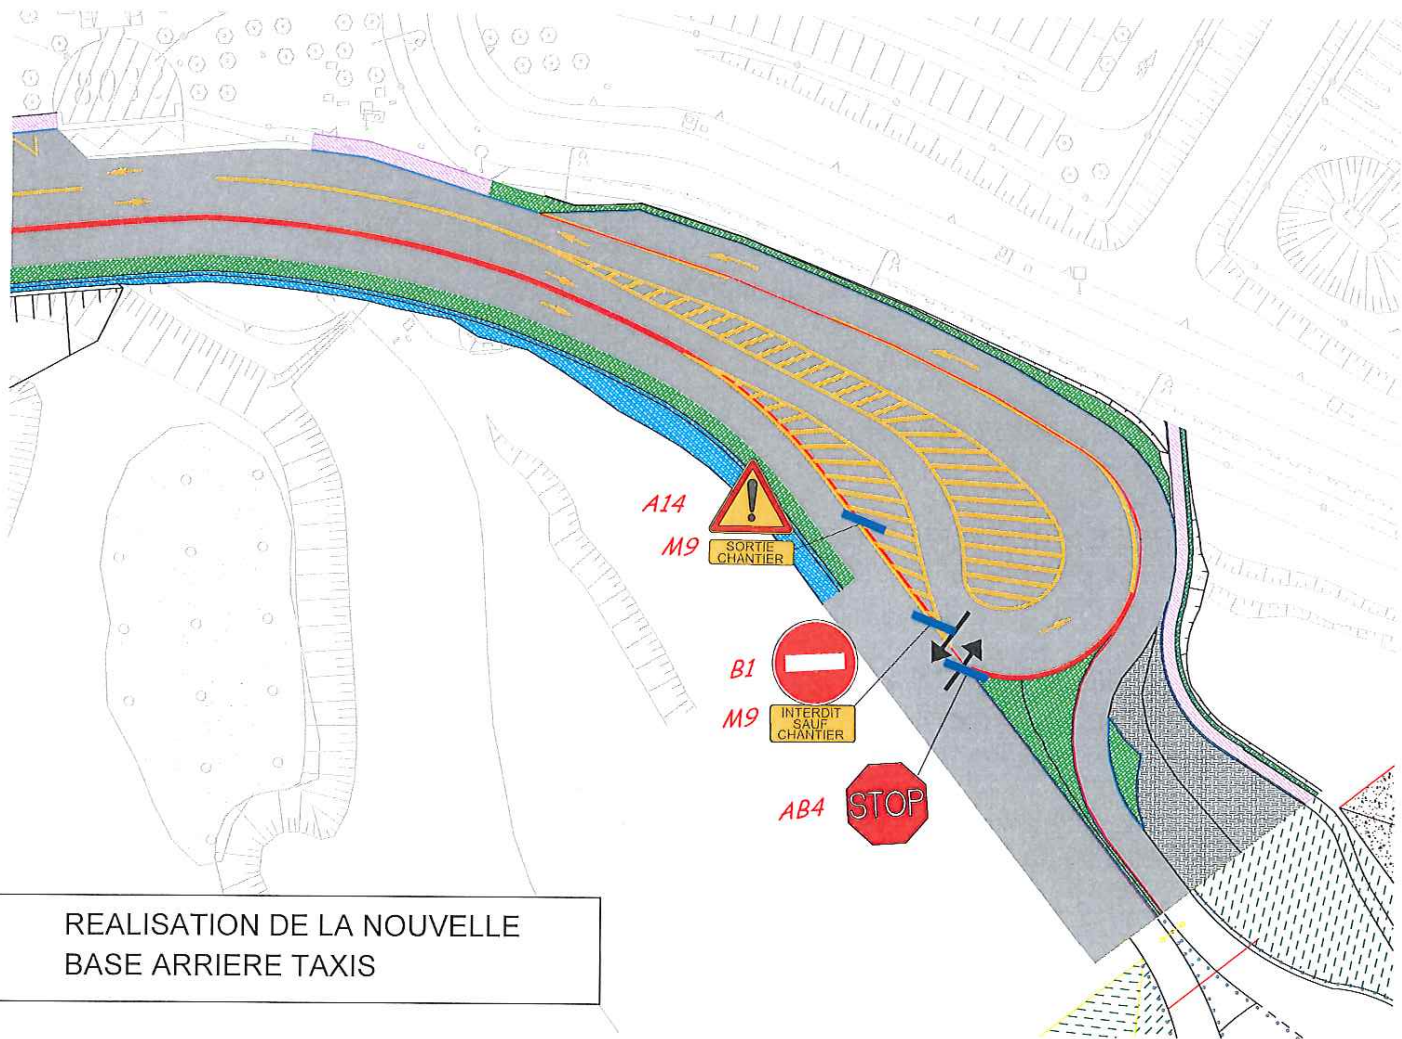 A14
M9
SORTIE
CHANTIER
B1
M9
INTERDIT
SAUF
CHANTIER
AB4
STOP
REALISATION DE LA NOUVELLE
BASE ARRIERE TAXIS